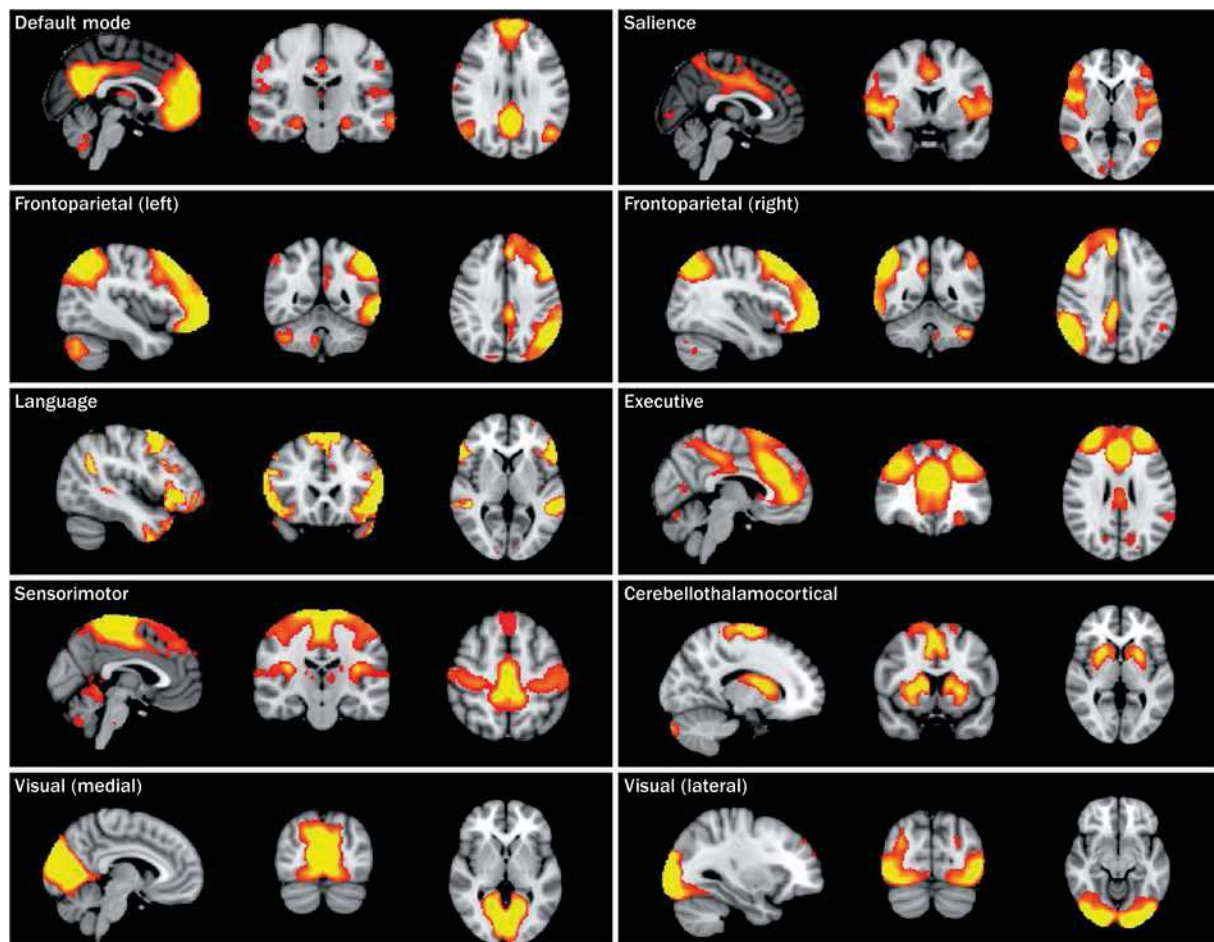 Default mode
Salience
Frontoparietal (left)
Frontoparietal (right)
Language
Executive
Sensorimotor
Cerebellothalamocortical
Visual (medial)
Visual (lateral)